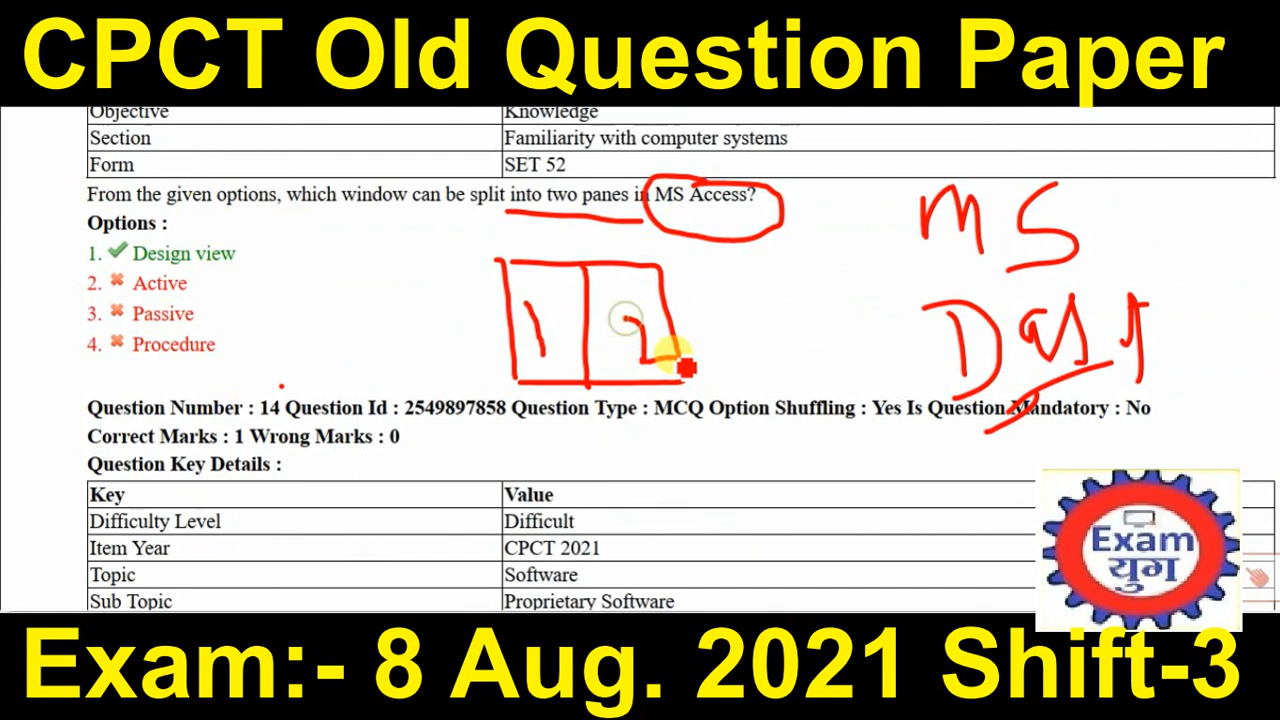 CPCT Old Question Paper
Objective Knowledge
Section Familiarity with computer systems
Form SET 52
From the given options, which window can be split into two panes in MS Access?
Options :
1. Design view
2. Active
3. Passive
4. Procedure
MS
1 2
Question Number : 14 Question Id : 2549897858 Question Type : MCQ Option Shuffling : Yes Is Question Mandatory : No
Correct Marks : 1 Wrong Marks : 0
Question Key Details :
Key Value
Difficulty Level Difficult
Item Year CPCT 2021
Topic Software
Sub Topic Proprietary Software
Exam
युग
Exam:- 8 Aug. 2021 Shift-3